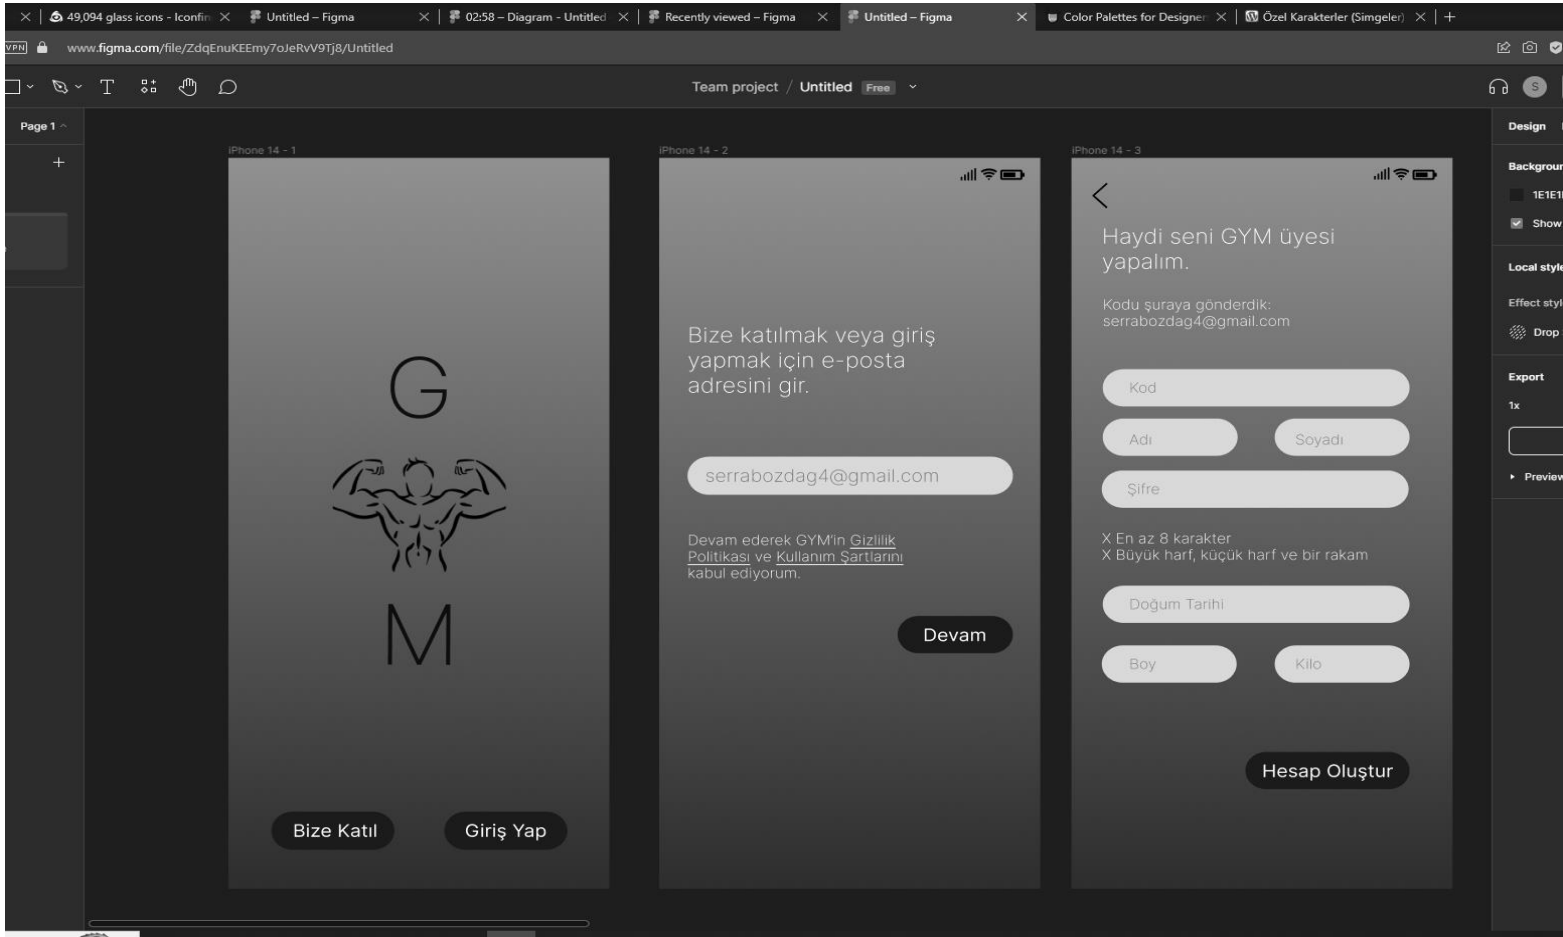 49,094 glass icons - Iconfin
Untitled – Figma
02:58 – Diagram - Untitled
Recently viewed – Figma
Untitled – Figma
Color Palettes for Designer
Özel Karakterler (Simgeler)
VPN
www.figma.com/file/ZdqEnuKEEmy7oJeRvV9Tj8/Untitled
Team project / Untitled Free
S
Page 1
Design
iPhone 14 - 1
G
M
Bize Katıl
Giriş Yap
iPhone 14 - 2
Bize katılmak veya giriş
yapmak için e-posta
adresini gir.
serrabozdag4@gmail.com
Devam ederek GYM'in Gizlilik
Politikası ve Kullanım Şartlarını
kabul ediyorum.
Devam
iPhone 14 - 3
Haydi seni GYM üyesi
yapalım.
Kodu şuraya gönderdik:
serrabozdag4@gmail.com
Kod
Adı
Soyadı
Şifre
X En az 8 karakter
X Büyük harf, küçük harf ve bir rakam
Doğum Tarihi
Boy
Kilo
Hesap Oluştur
Backgroun
1E1E1
Show
Local style
Effect styl
Drop
Export
1x
Preview